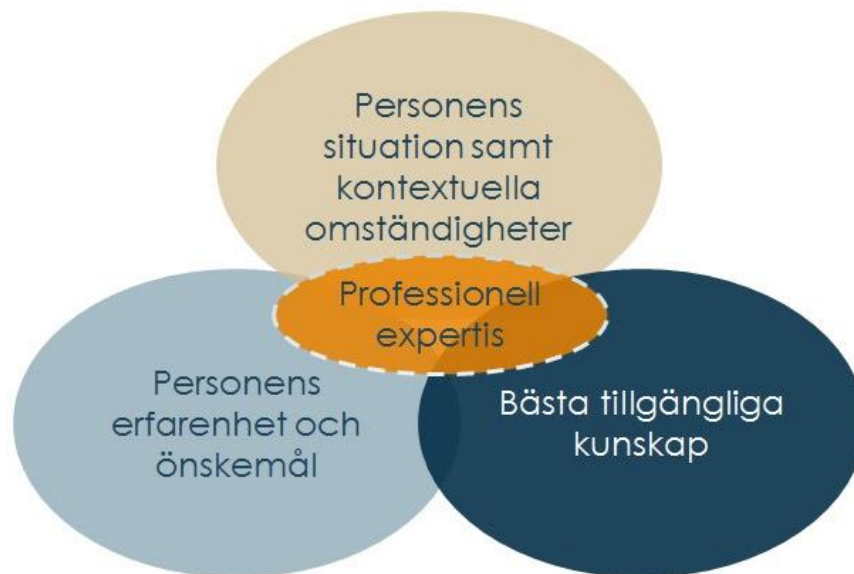 Personens
situation samt
kontextuella
omständigheter
Professionell
expertis
Personens
erfarenhet och
önskemål
Bästa tillgängliga
kunskap